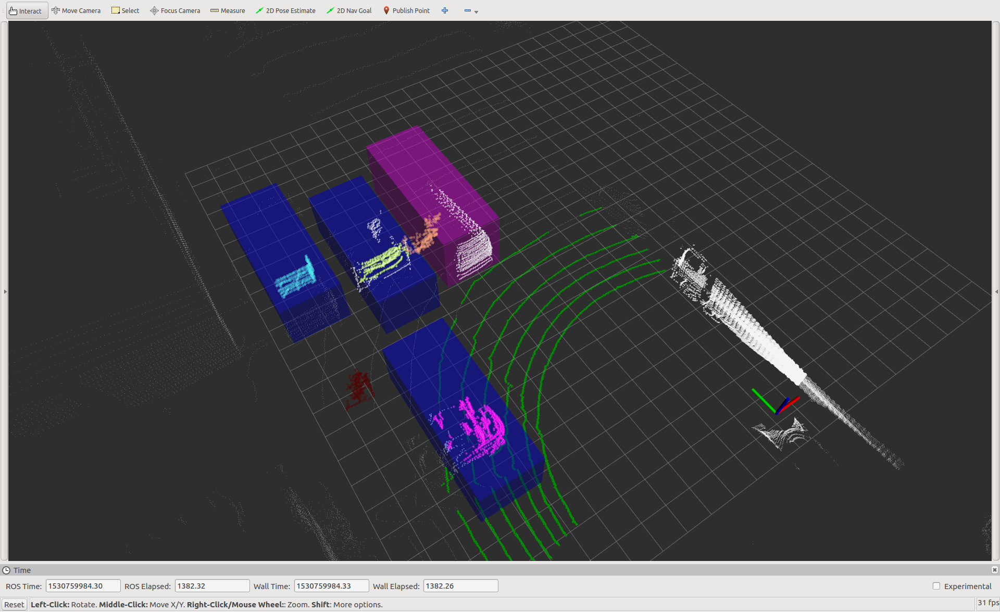 Interact Move Camera Select Focus Camera Measure 2D Pose Estimate 2D Nav Goal Publish Point
Time
ROS Time: 1530759984.30 ROS Elapsed: 1382.32 Wall Time: 1530759984.33 Wall Elapsed: 1382.26 Experimental
Reset Left-Click: Rotate. Middle-Click: Move X/Y. Right-Click/Mouse Wheel:: Zoom. Shift: More options. 31 fps